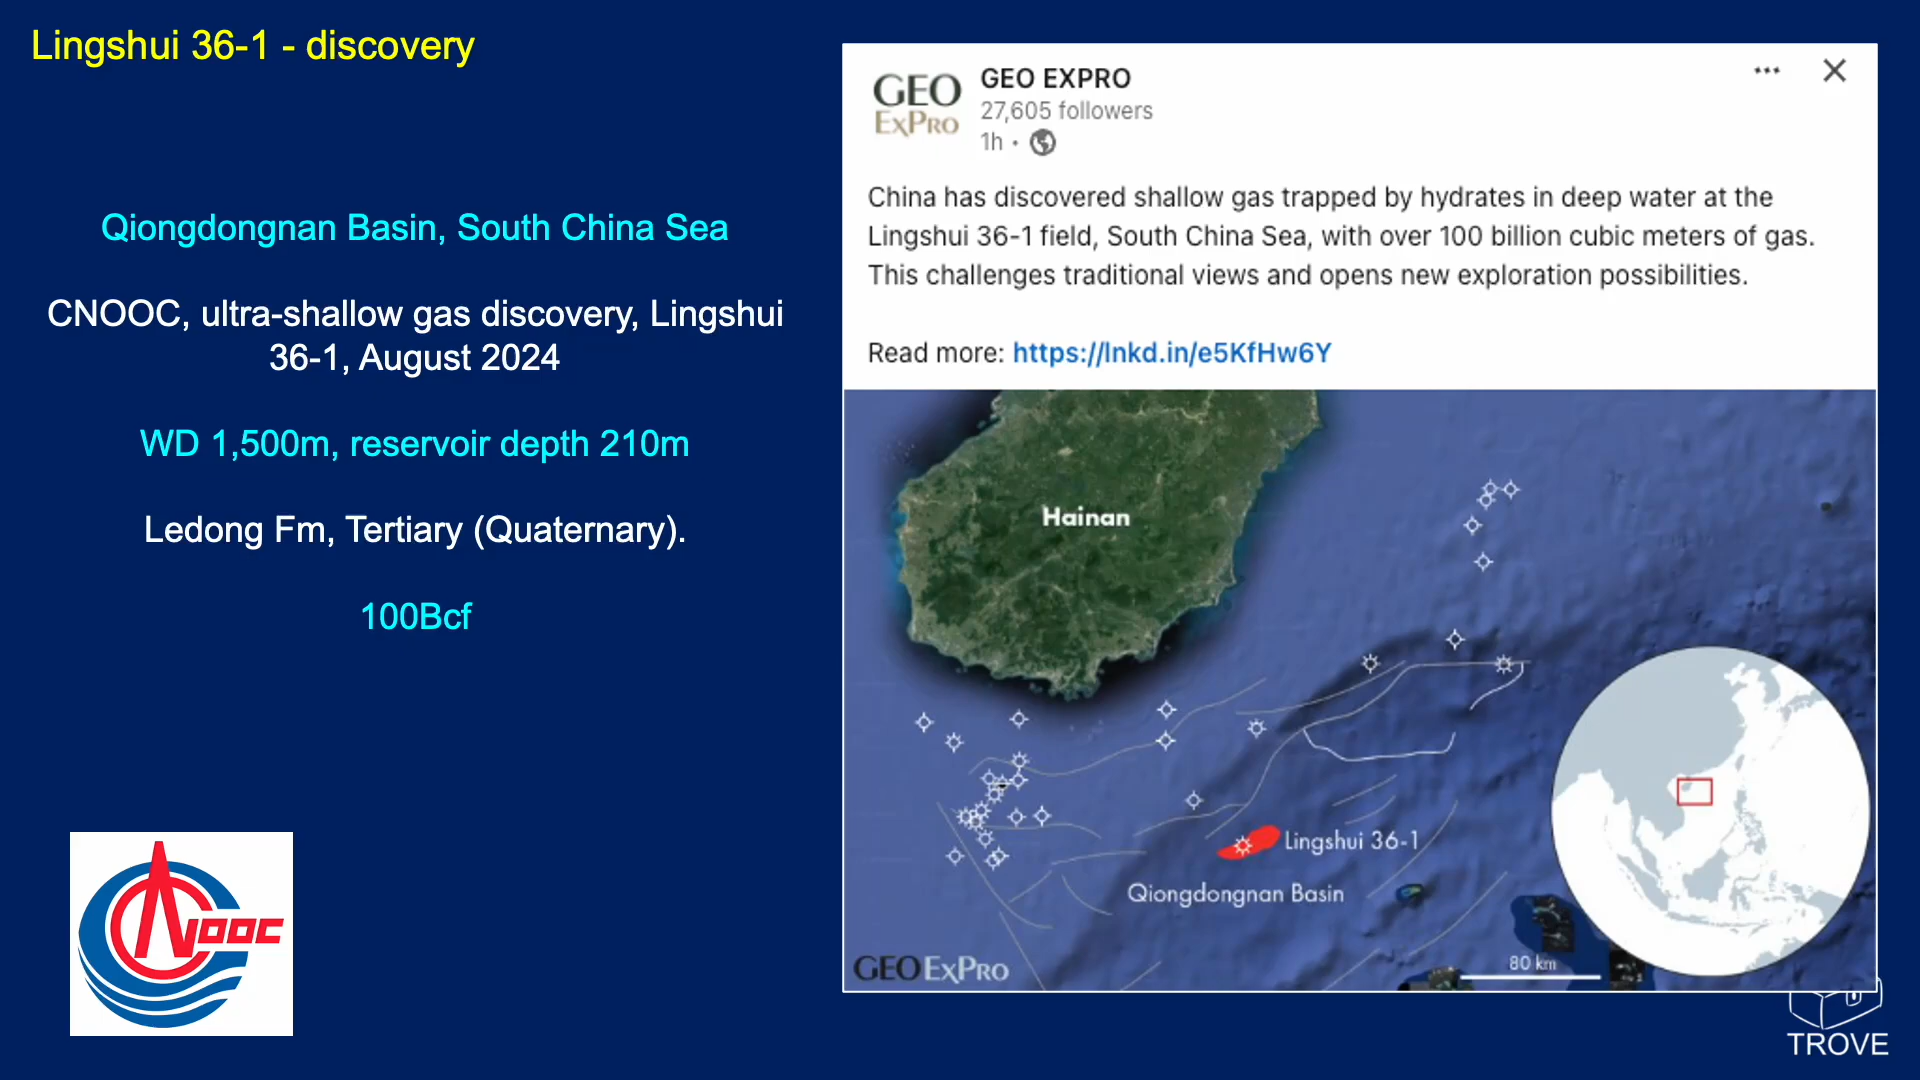 Lingshui 36-1 - discovery
Qiongdongnan Basin, South China Sea
CNOOC, ultra-shallow gas discovery, Lingshui
36-1, August 2024
WD 1,500m, reservoir depth 210m
Ledong Fm, Tertiary (Quaternary).
100Bcf
CNOOC
GEO
EXPRO
GEO EXPRO
27,605 followers
1h •
China has discovered shallow gas trapped by hydrates in deep water at the
Lingshui 36-1 field, South China Sea, with over 100 billion cubic meters of gas.
This challenges traditional views and opens new exploration possibilities.
Read more: https://lnkd.in/e5KfHw6Y
Hainan
Lingshui 36-1
Qiongdongnan Basin
GEO EXPRO
80 km
TROVE